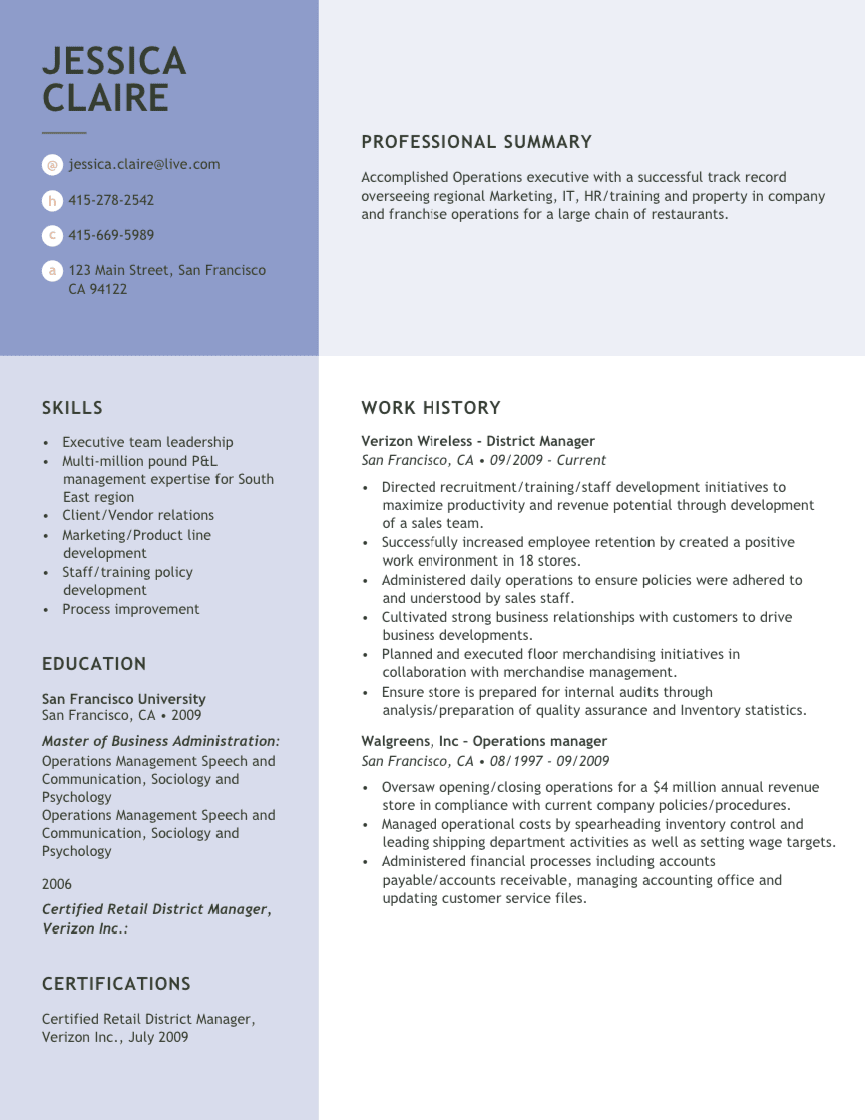 JESSICA
CLAIRE
@ jessica.claire@live.com
h 415-278-2542
c 415-669-5989
a 123 Main Street, San Francisco
CA 94122
PROFESSIONAL SUMMARY
Accomplished Operations executive with a successful track record
overseeing regional Marketing, IT, HR/training and property in company
and franchise operations for a large chain of restaurants.
SKILLS
• Executive team leadership
• Multi-million pound P&L
management expertise for South
East region
• Client/Vendor relations
• Marketing/Product line
development
• Staff/training policy
development
• Process improvement
EDUCATION
San Francisco University
San Francisco, CA • 2009
Master of Business Administration:
Operations Management Speech and
Communication, Sociology and
Psychology
Operations Management Speech and
Communication, Sociology and
Psychology
2006
Certified Retail District Manager,
Verizon Inc.:
CERTIFICATIONS
Certified Retail District Manager,
Verizon Inc., July 2009
WORK HISTORY
Verizon Wireless - District Manager
San Francisco, CA • 09/2009 - Current
• Directed recruitment/training/staff development initiatives to
maximize productivity and revenue potential through development
of a sales team.
• Successfully increased employee retention by created a positive
work environment in 18 stores.
• Administered daily operations to ensure policies were adhered to
and understood by sales staff.
• Cultivated strong business relationships with customers to drive
business developments.
• Planned and executed floor merchandising initiatives in
collaboration with merchandise management.
• Ensure store is prepared for internal audits through
analysis/preparation of quality assurance and Inventory statistics.
Walgreens, Inc – Operations manager
San Francisco, CA • 08/1997 - 09/2009
• Oversaw opening/closing operations for a $4 million annual revenue
store in compliance with current company policies/procedures.
• Managed operational costs by spearheading inventory control and
leading shipping department activities as well as setting wage targets.
• Administered financial processes including accounts
payable/accounts receivable, managing accounting office and
updating customer service files.